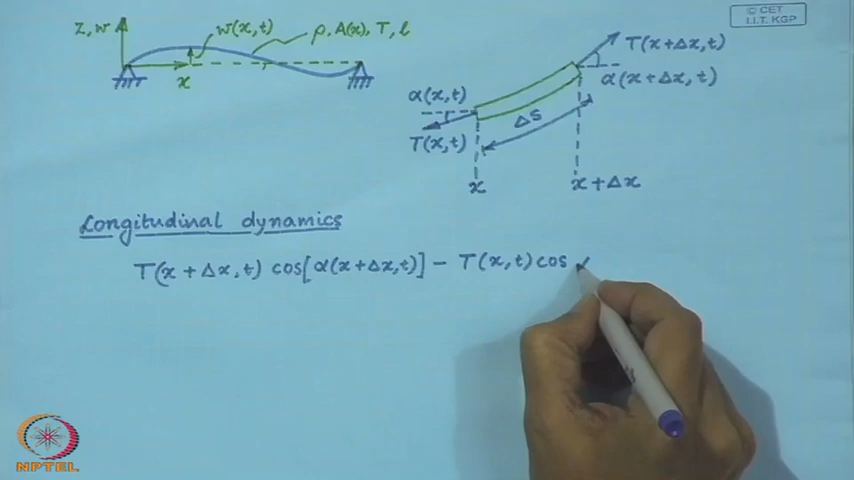 © CET
I.I.T. KGP
z, w
w(x,t)
ρ, A(x), T, l
x
T(x+Δx,t)
α(x+Δx,t)
α(x,t)
T(x,t)
Δs
x
x+Δx
Longitudinal dynamics
T(x+Δx,t) cos[α(x+Δx,t)] − T(x,t) cos
NPTEL